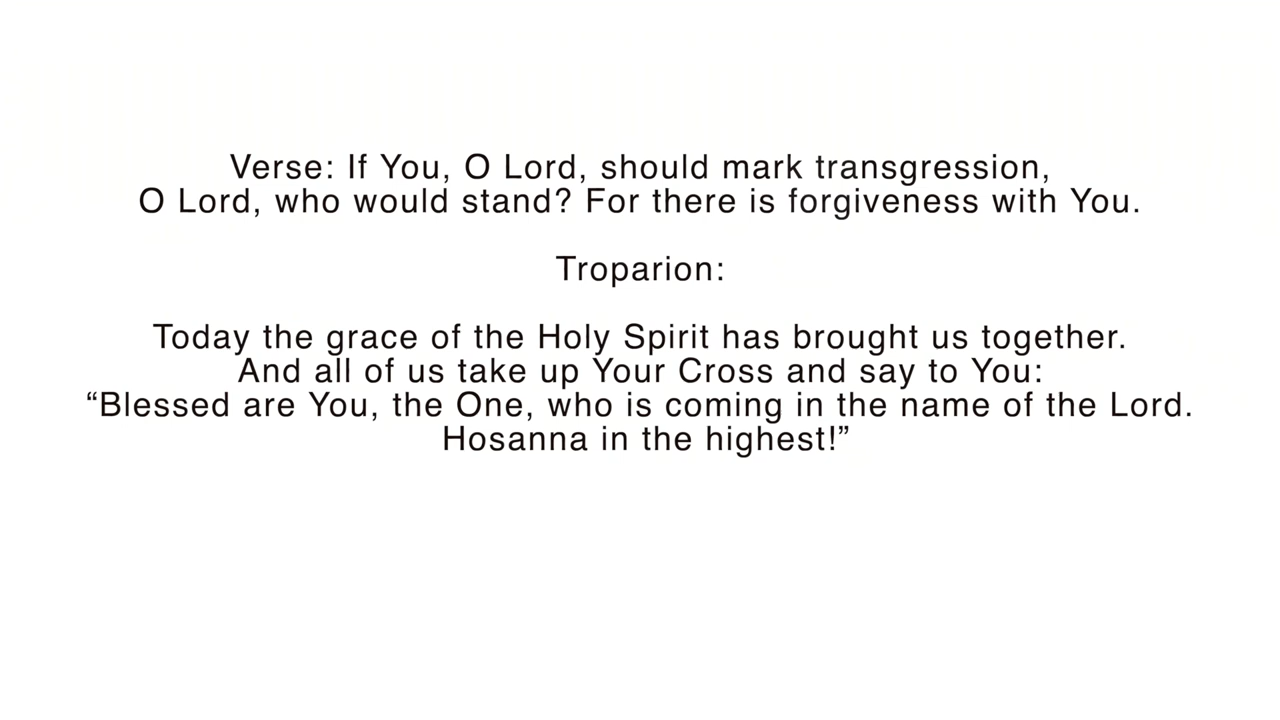 Verse: If You, O Lord, should mark transgression,
O Lord, who would stand? For there is forgiveness with You.
Troparion:
Today the grace of the Holy Spirit has brought us together.
And all of us take up Your Cross and say to You:
“Blessed are You, the One, who is coming in the name of the Lord.
Hosanna in the highest!”